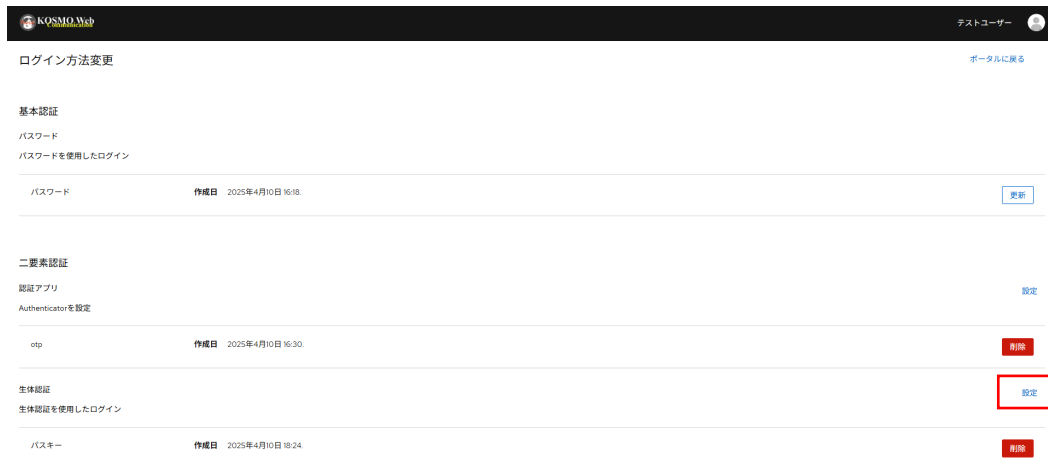 KOSMO Web
Communication
テストユーザー
ログイン方法変更
ポータルに戻る
基本認証
パスワード
パスワードを使用したログイン
パスワード 作成日 2025年4月10日 16:18. 更新
二要素認証
認証アプリ 設定
Authenticatorを設定
otp 作成日 2025年4月10日 16:30. 削除
生体認証 設定
生体認証を使用したログイン
パスキー 作成日 2025年4月10日 18:24. 削除